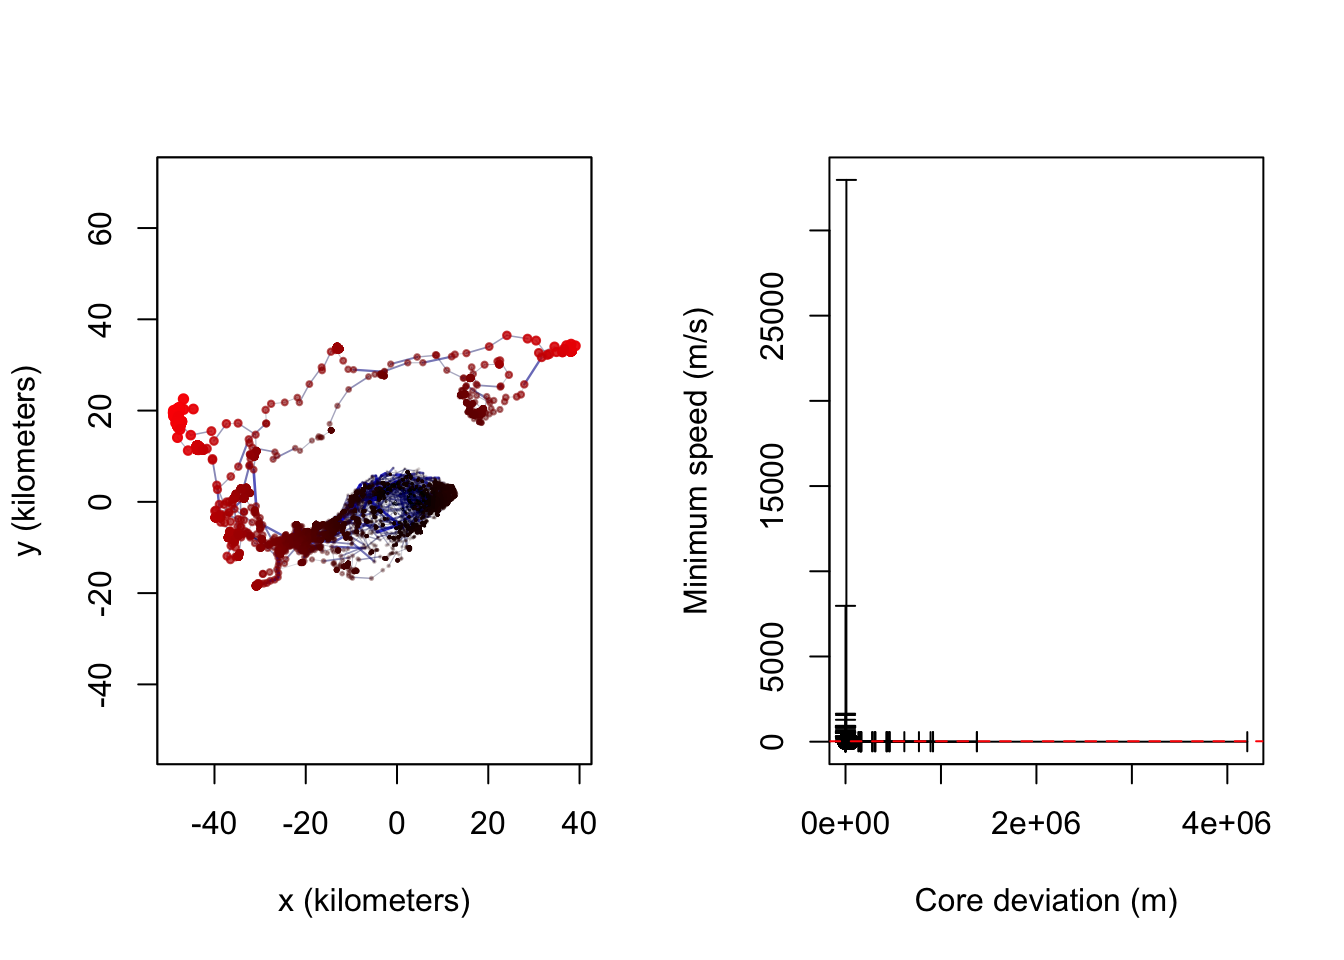 y (kilometers)
60
40
20
0
-20
-40
-40 -20 0 20 40
x (kilometers)
Minimum speed (m/s)
25000
15000
5000
0
0e+00 2e+06 4e+06
Core deviation (m)